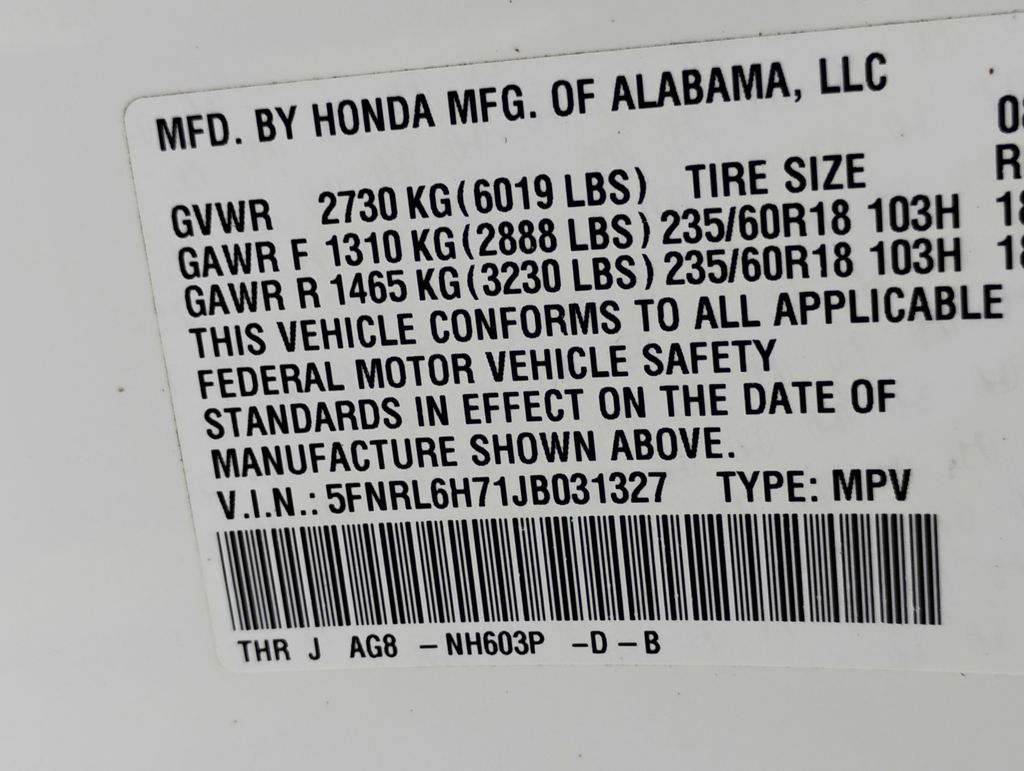 MFD. BY HONDA MFG. OF ALABAMA, LLC
GVWR 2730 KG (6019 LBS) TIRE SIZE
GAWR F 1310 KG (2888 LBS) 235/60R18 103H 18
GAWR R 1465 KG (3230 LBS) 235/60R18 103H 18
THIS VEHICLE CONFORMS TO ALL APPLICABLE
FEDERAL MOTOR VEHICLE SAFETY
STANDARDS IN EFFECT ON THE DATE OF
MANUFACTURE SHOWN ABOVE.
V.I.N.: 5FNRL6H71JB031327 TYPE: MPV
THR J AG8 -NH603P -D-B